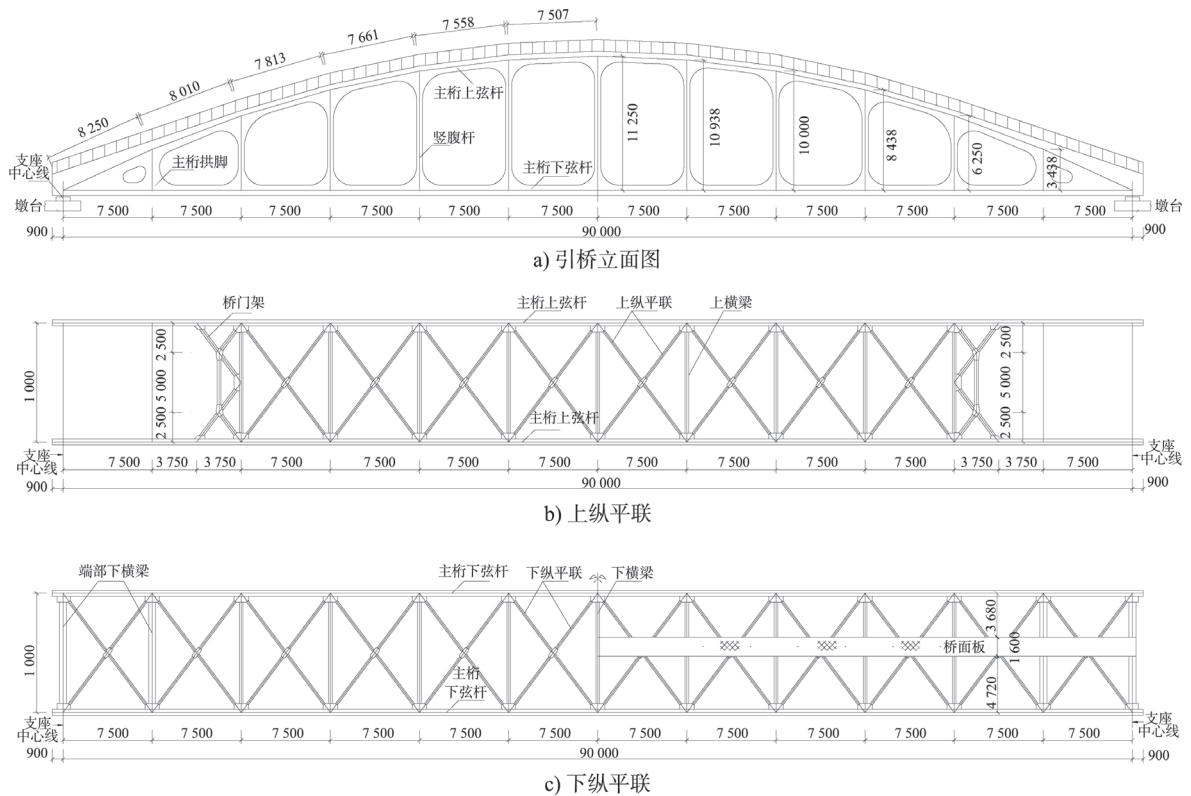 7 507
7 558
7 661
7 813
8 010
8 250
主桁上弦杆
竖腹杆
主桁拱脚
主桁下弦杆
11 250
10 938
10 000
8 438
6 250
3 438
支座
中心线
墩台
墩台
7 500 7 500 7 500 7 500 7 500 7 500 7 500 7 500 7 500 7 500 7 500 7 500
900 90 000 900
a) 引桥立面图
桥门架 主桁上弦杆 上纵平联 上横梁
1 000
2 500 5 000 2 500
2 500 5 000 2 500
主桁上弦杆
支座
中心线
支座
中心线
7 500 3 750 3 750 7 500 7 500 7 500 7 500 7 500 7 500 7 500 7 500 3 750 3 750 7 500
900 90 000 900
b) 上纵平联
端部下横梁 主桁下弦杆 下纵平联 下横梁
1 000
3 680
1 600
4 720
桥面板
主桁
下弦杆
支座
中心线
支座
中心线
7 500 7 500 7 500 7 500 7 500 7 500 7 500 7 500 7 500 7 500 7 500 7 500
900 90 000 900
c) 下纵平联